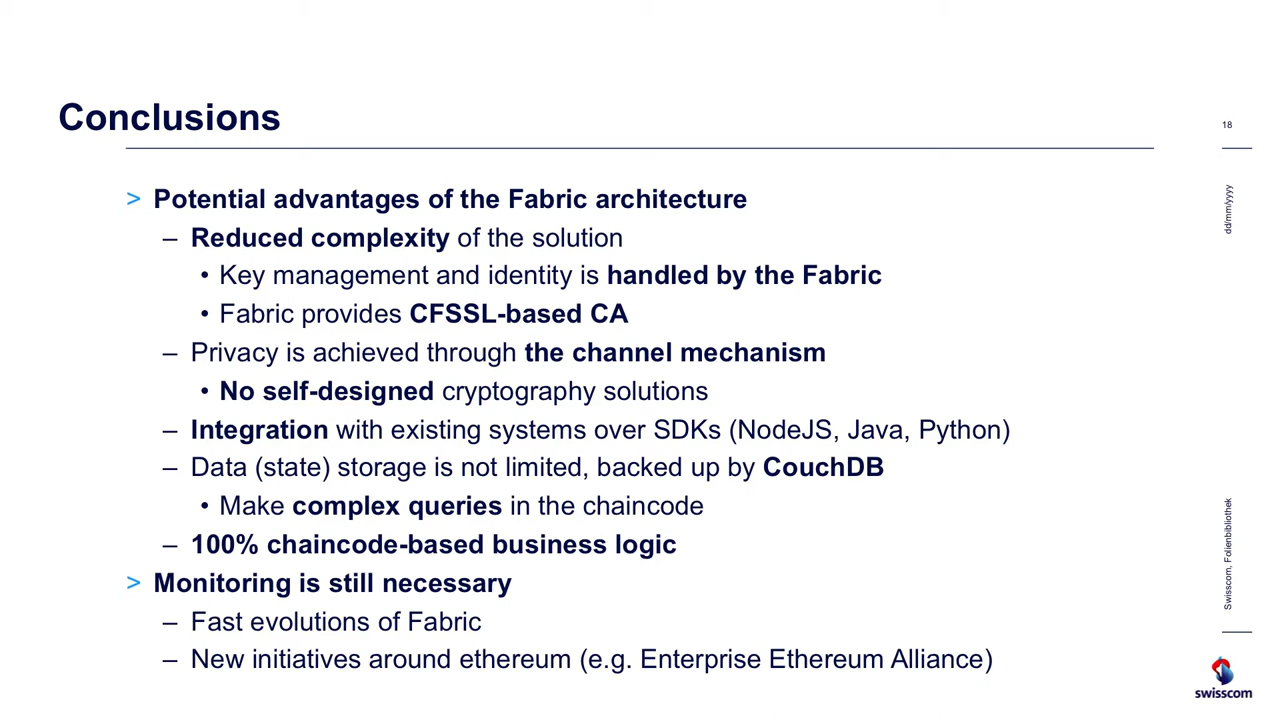 Conclusions
18
dd/mm/yyyy
> Potential advantages of the Fabric architecture
– Reduced complexity of the solution
• Key management and identity is handled by the Fabric
• Fabric provides CFSSL-based CA
– Privacy is achieved through the channel mechanism
• No self-designed cryptography solutions
– Integration with existing systems over SDKs (NodeJS, Java, Python)
– Data (state) storage is not limited, backed up by CouchDB
• Make complex queries in the chaincode
– 100% chaincode-based business logic
> Monitoring is still necessary
– Fast evolutions of Fabric
– New initiatives around ethereum (e.g. Enterprise Ethereum Alliance)
Swisscom, Folienbibliothek
swisscom